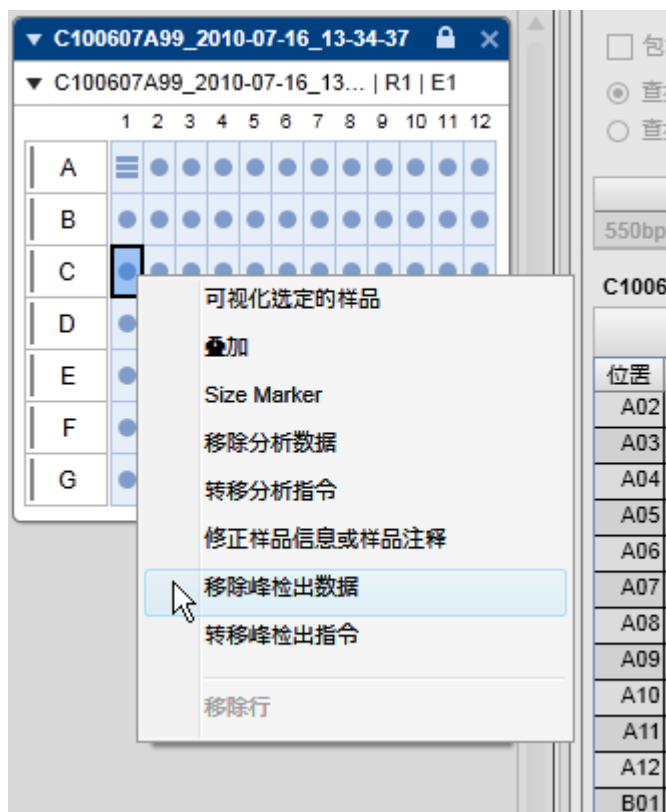 C100607A99_2010-07-16_13-34-37
C100607A99_2010-07-16_13... | R1 | E1
1 2 3 4 5 6 7 8 9 10 11 12
A
B
C
D
E
F
G
可视化选定的样品
叠加
Size Marker
移除分析数据
转移分析指令
修正样品信息或样品注释
移除峰检出数据
转移峰检出指令
移除行
包
查
查
550bp
C1006
位置
A02
A03
A04
A05
A06
A07
A08
A09
A10
A11
A12
B01